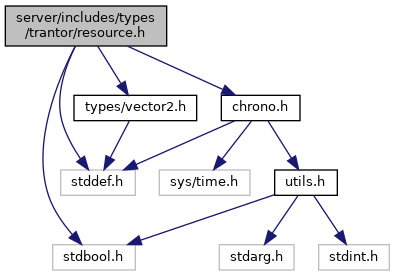 server/includes/types
/trantor/resource.h
types/vector2.h
chrono.h
stddef.h
sys/time.h
utils.h
stdbool.h
stdarg.h
stdint.h